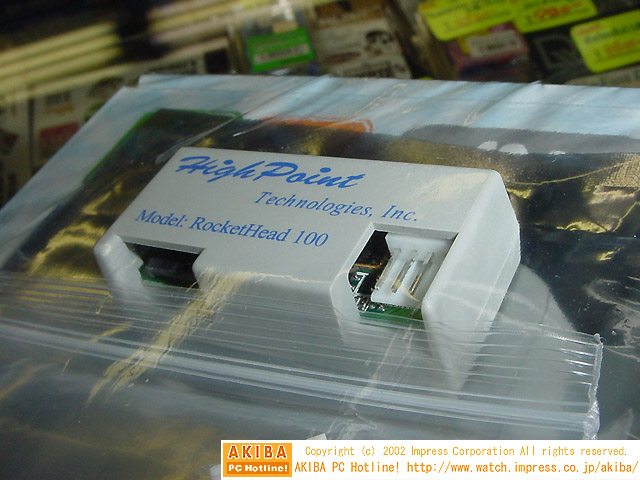 HighPoint
Technologies, Inc.
Model: RocketHead 100
AKIBA
PC Hotline!
Copyright (c) 2002 Impress Corporation All rights reserved.
AKIBA PC Hotline! http://www.watch.impress.co.jp/akiba/